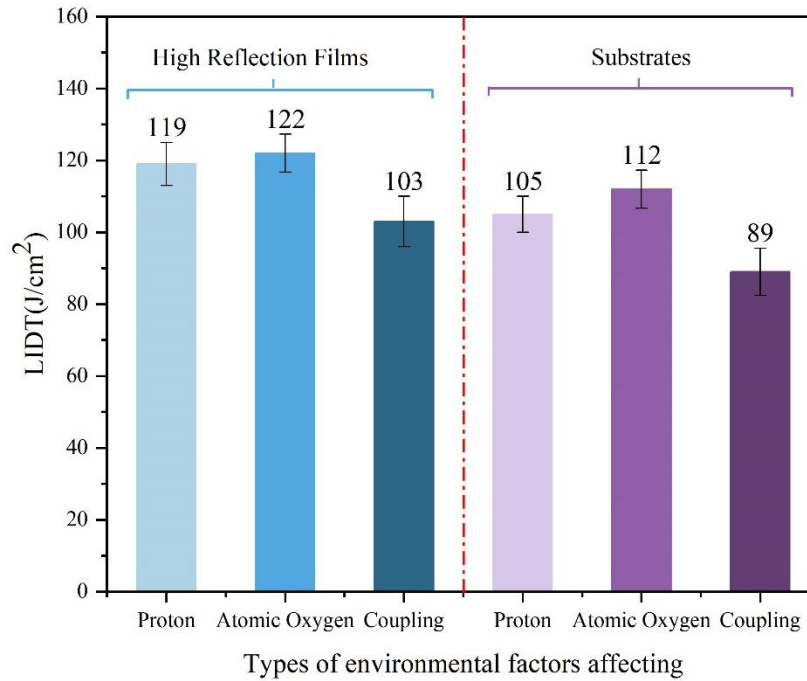 160
140
120
100
80
60
40
20
0
LIDT(J/cm²)
High Reflection Films
Substrates
119
122
103
105
112
89
Proton
Atomic Oxygen
Coupling
Proton
Atomic Oxygen
Coupling
Types of environmental factors affecting